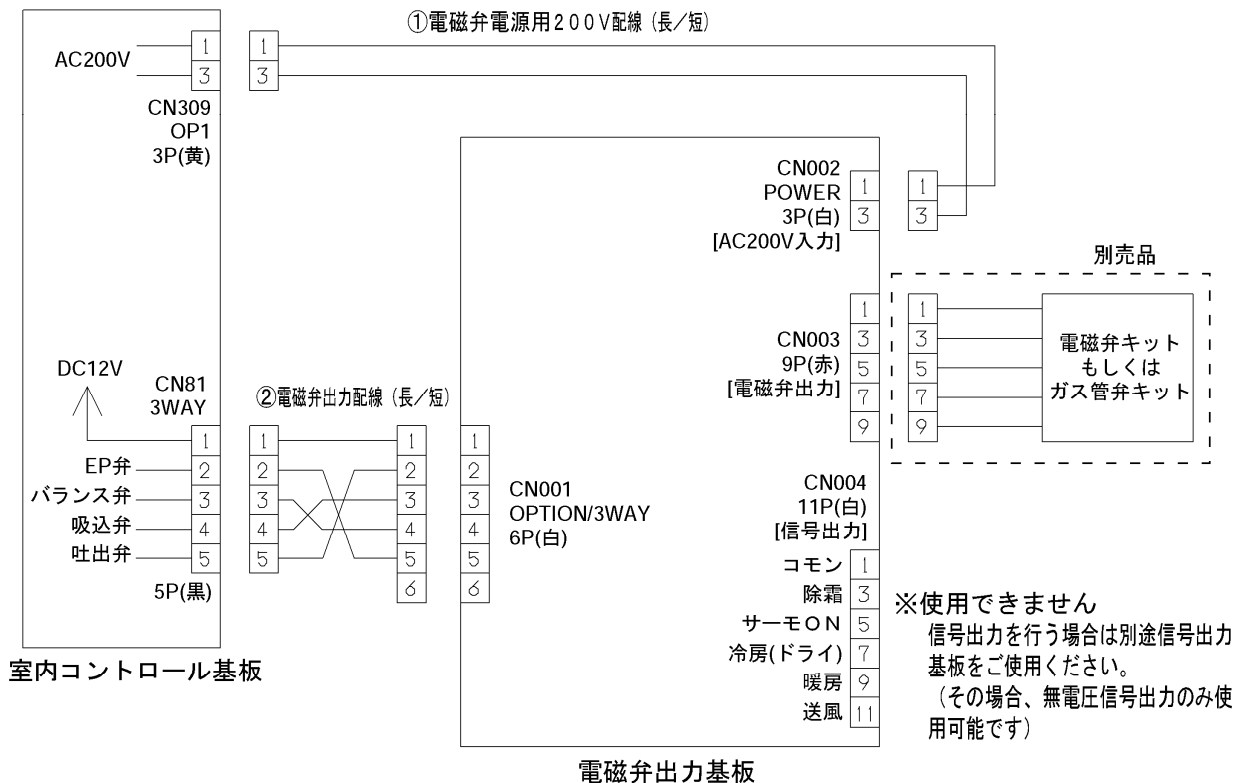 ①電磁弁電源用200V配線（長／短）
AC200V
1
3
1
3
CN309
OP1
3P(黄)
CN002
POWER
3P(白)
[AC200V入力]
1
3
1
3
別売品
CN003
9P(赤)
[電磁弁出力]
1
3
5
7
9
1
3
5
7
9
電磁弁キット
もしくは
ガス管弁キット
DC12V
CN81
3WAY
②電磁弁出力配線（長／短）
EP弁
バランス弁
吸込弁
吐出弁
1
2
3
4
5
5P(黒)
1
2
3
4
5
1
2
3
4
5
6
1
2
3
4
5
6
CN001
OPTION/3WAY
6P(白)
CN004
11P(白)
[信号出力]
コモン 1
除霜 3
サーモON 5
冷房(ドライ) 7
暖房 9
送風 11
※使用できません
信号出力を行う場合は別途信号出力
基板をご使用ください。
（その場合、無電圧信号出力のみ使
用可能です）
室内コントロール基板
電磁弁出力基板